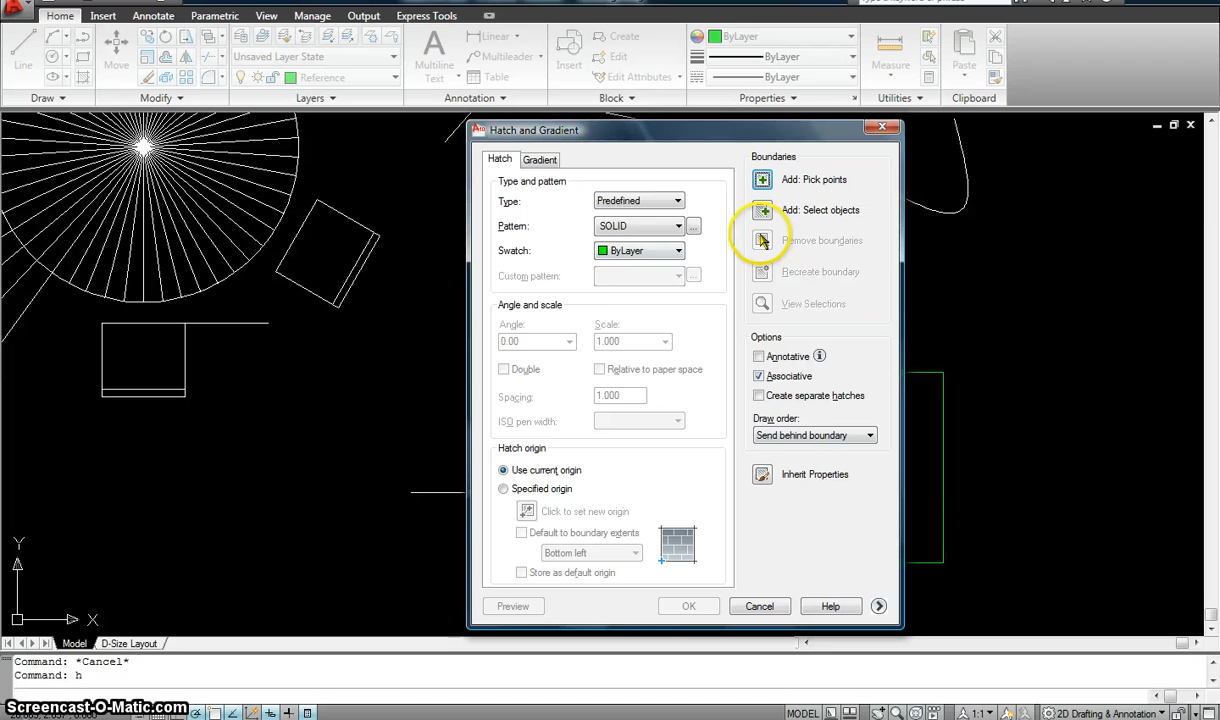 Type a keyword or phrase
Home Insert Annotate Parametric View Manage Output Express Tools
Line
Move
Unsaved Layer State
Reference
Multiline
Text
Linear
Multileader
Table
Insert
Create
Edit
Edit Attributes
ByLayer
ByLayer
ByLayer
Measure
Paste
Draw Modify Layers Annotation Block Properties Utilities Clipboard
Hatch and Gradient
Hatch Gradient
Type and pattern
Type: Predefined
Pattern: SOLID ...
Swatch: ByLayer
Custom pattern: ...
Angle and scale
Angle: Scale:
0.00 1.000
Double Relative to paper space
Spacing: 1.000
ISO pen width:
Hatch origin
Use current origin
Specified origin
Click to set new origin
Default to boundary extents
Bottom left
Store as default origin
Boundaries
Add: Pick points
Add: Select objects
Remove boundaries
Recreate boundary
View Selections
Options
Annotative
Associative
Create separate hatches
Draw order:
Send behind boundary
Inherit Properties
Preview OK Cancel Help
Y
X
Model D-Size Layout
Command: *Cancel*
Command: h
Screencast-O-Matic.com
MODEL
1:1
2D Drafting & Annotation